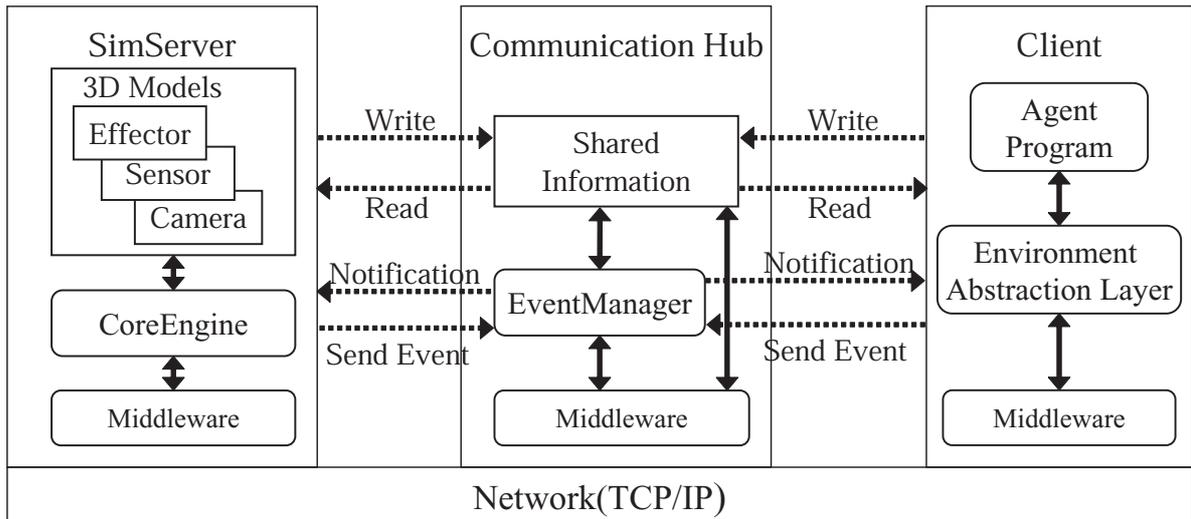 SimServer
3D Models
Effector
Sensor
Camera
CoreEngine
Middleware
Write
Read
Notification
Send Event
Communication Hub
Shared
Information
EventManager
Middleware
Write
Read
Notification
Send Event
Client
Agent
Program
Environment
Abstraction Layer
Middleware
Network(TCP/IP)